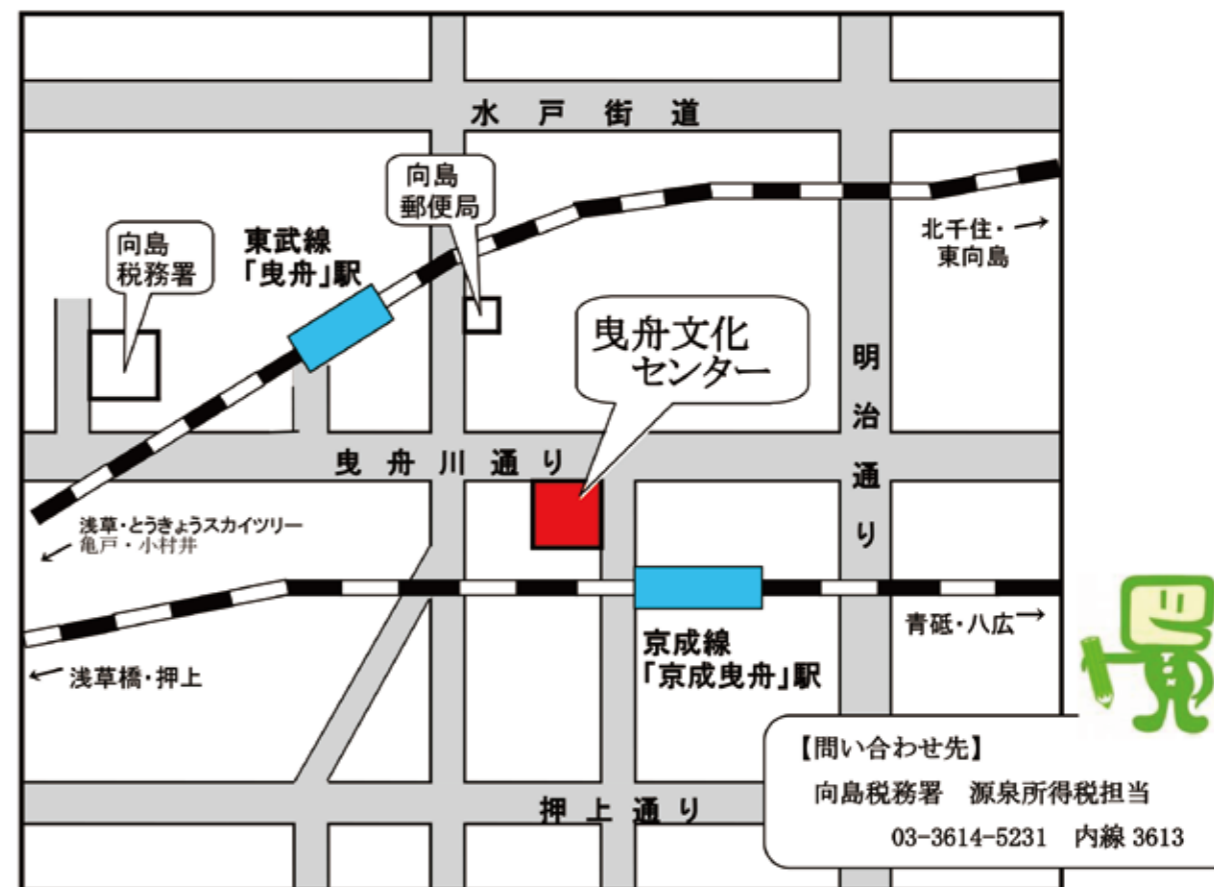 水戸街道
向島
郵便局
向島
税務署
東武線
「曳舟」駅
北千住・→
東向島
曳舟文化
センター
明治通り
曳舟川通り
浅草・とうきょうスカイツリー
←亀戸・小村井
青砥・八広→
京成線
「京成曳舟」駅
←浅草橋・押上
押上通り
【問い合わせ先】
向島税務署　源泉所得税担当
03-3614-5231　内線 3613